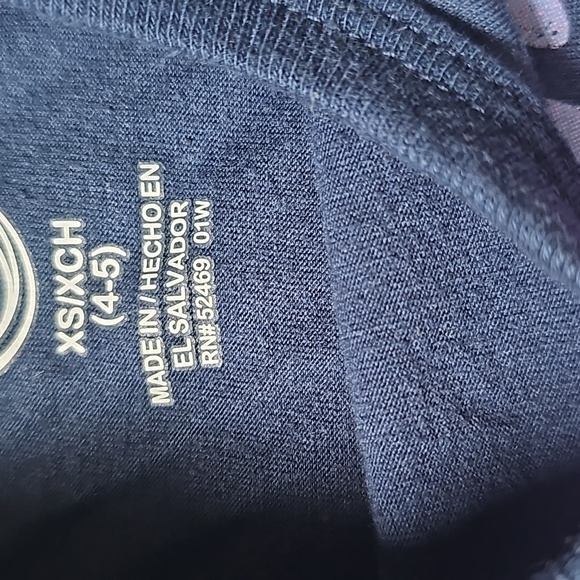 XS/XCH
(4-5)
MADE IN / HECHO EN
EL SALVADOR
RN# 52469 01W